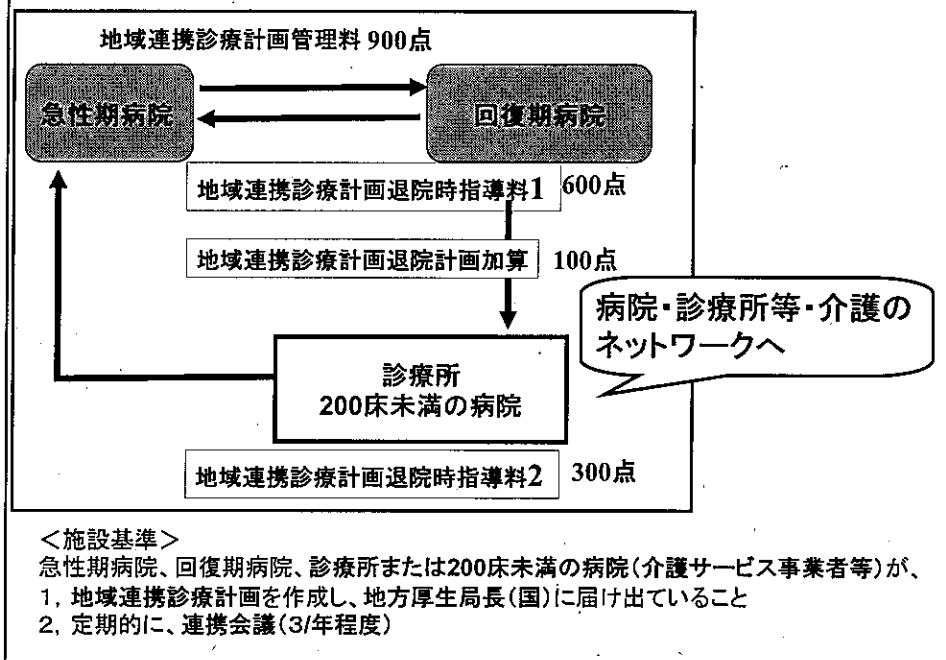 地域連携診療計画管理料 900点
急性期病院
回復期病院
地域連携診療計画退院時指導料1 600点
地域連携診療計画退院計画加算 100点
病院・診療所等・介護の
ネットワークへ
診療所
200床未満の病院
地域連携診療計画退院時指導料2 300点
＜施設基準＞
急性期病院、回復期病院、診療所または200床未満の病院(介護サービス事業者等)が、
1, 地域連携診療計画を作成し、地方厚生局長(国)に届け出ていること
2, 定期的に、連携会議(3/年程度)